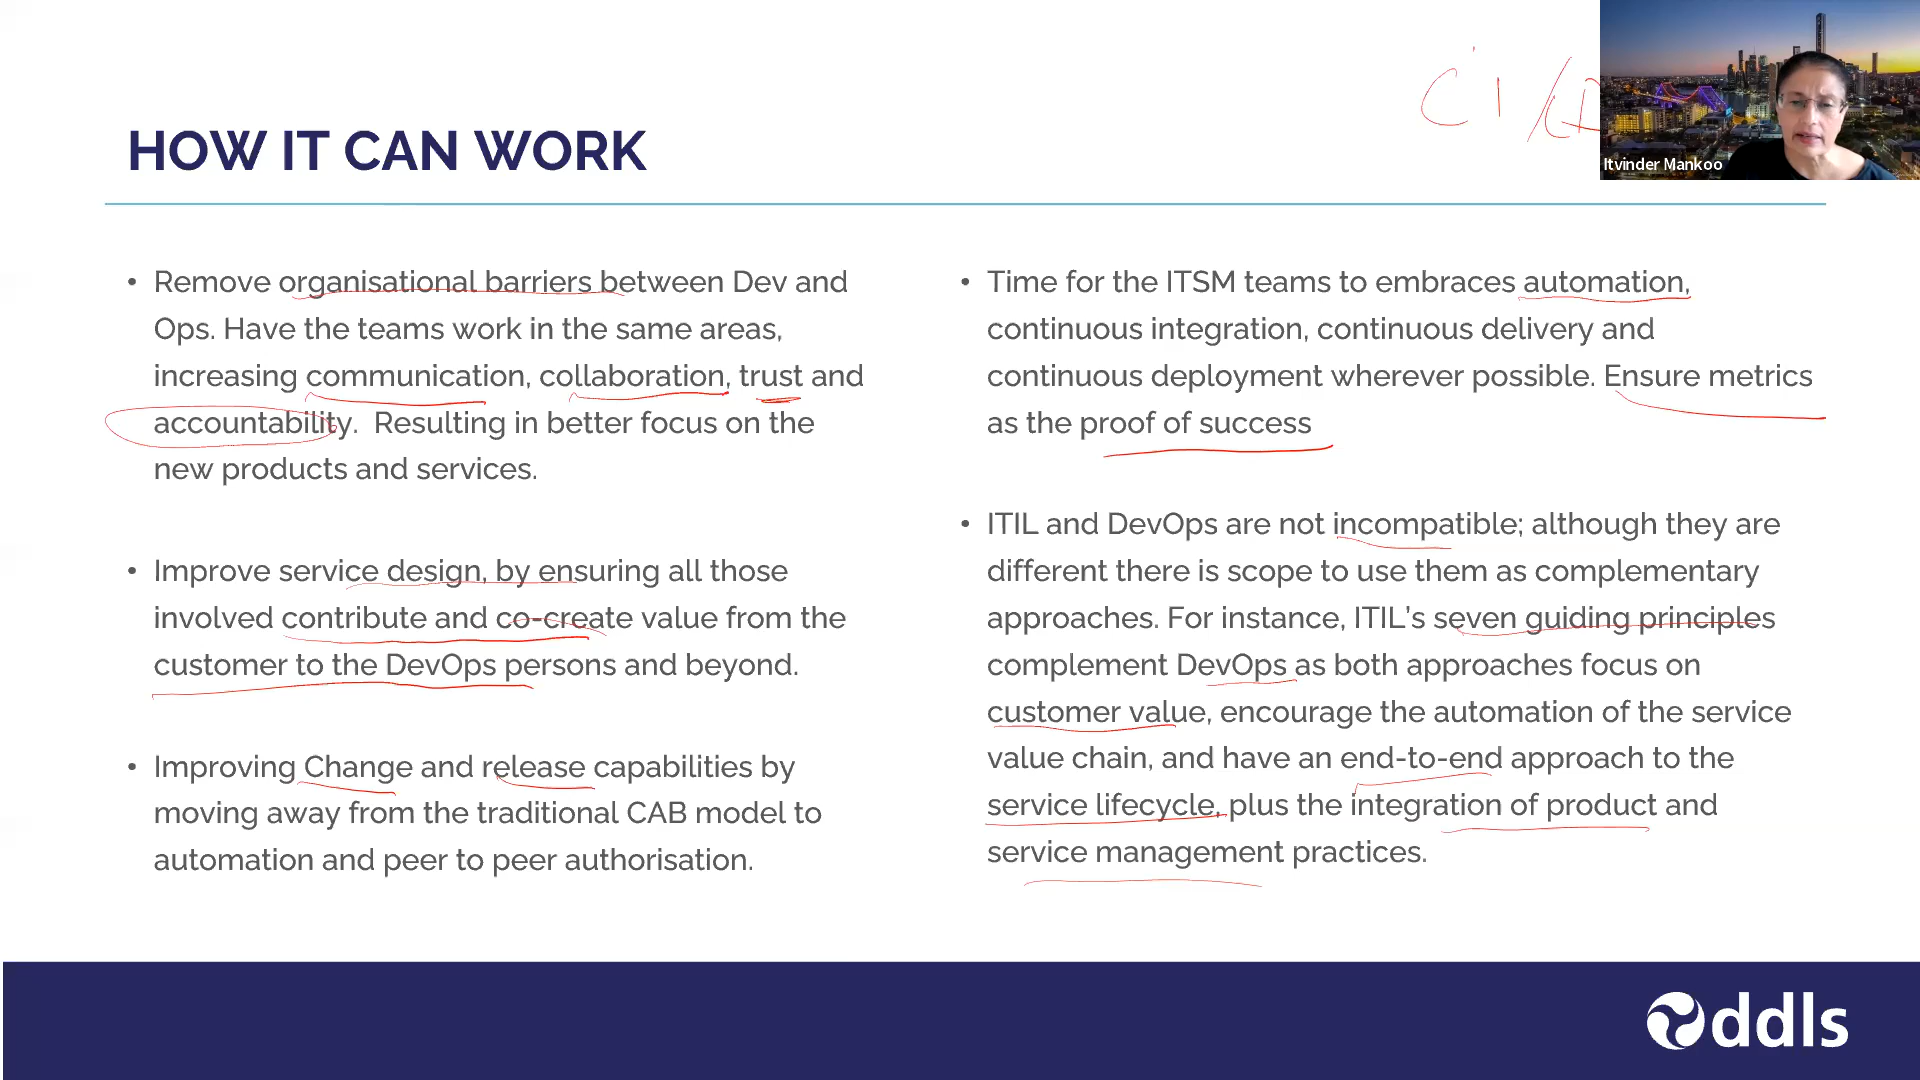 CI/CD
Itvinder Mankoo
HOW IT CAN WORK
• Remove organisational barriers between Dev and
Ops. Have the teams work in the same areas,
increasing communication, collaboration, trust and
accountability.  Resulting in better focus on the
new products and services.
• Improve service design, by ensuring all those
involved contribute and co-create value from the
customer to the DevOps persons and beyond.
• Improving Change and release capabilities by
moving away from the traditional CAB model to
automation and peer to peer authorisation.
• Time for the ITSM teams to embraces automation,
continuous integration, continuous delivery and
continuous deployment wherever possible. Ensure metrics
as the proof of success
• ITIL and DevOps are not incompatible; although they are
different there is scope to use them as complementary
approaches. For instance, ITIL’s seven guiding principles
complement DevOps as both approaches focus on
customer value, encourage the automation of the service
value chain, and have an end-to-end approach to the
service lifecycle, plus the integration of product and
service management practices.
ddls